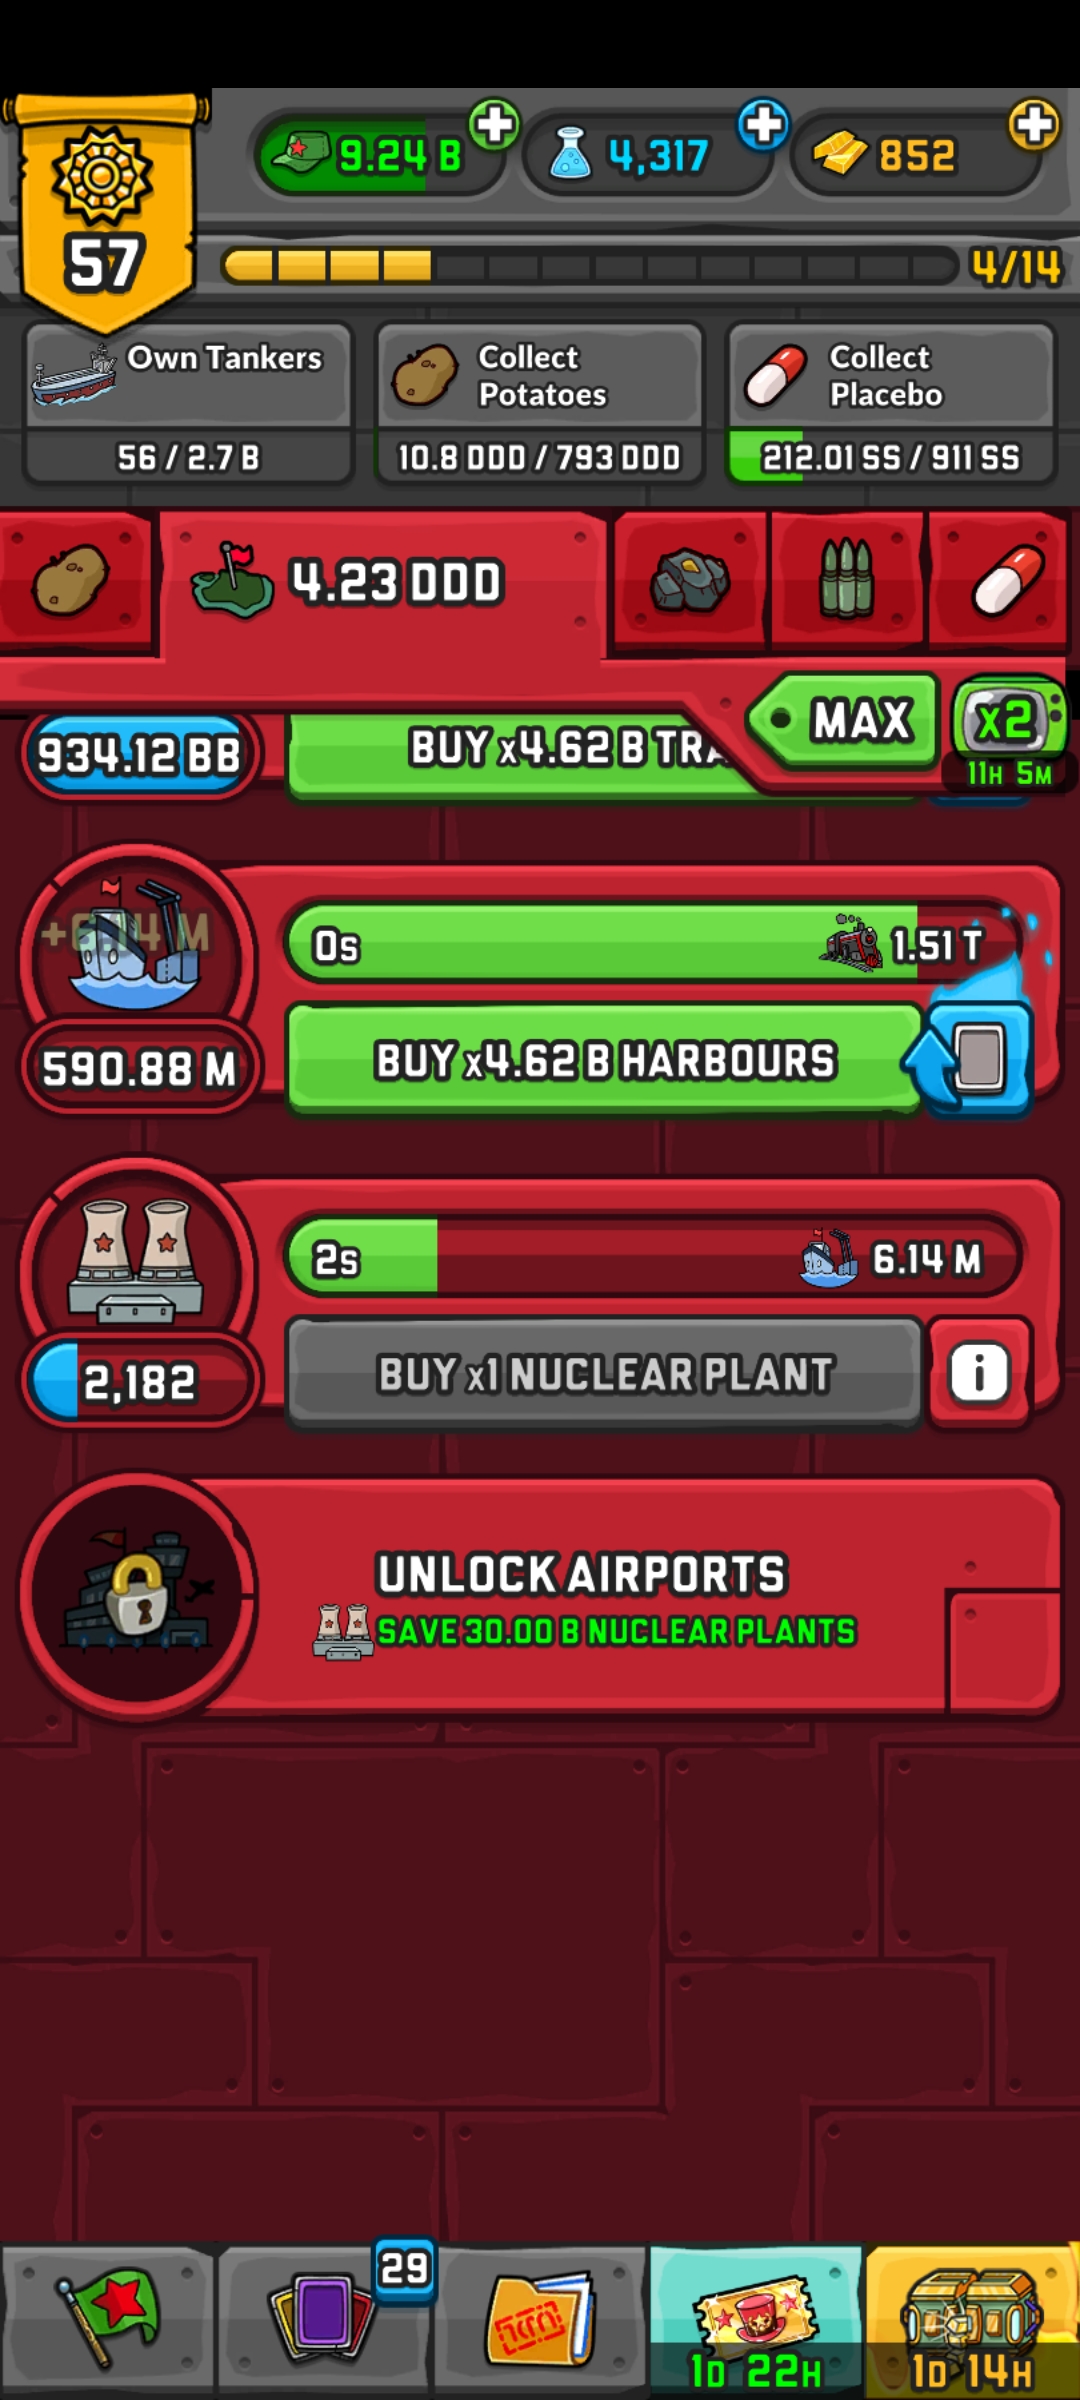 57
9.24 B
4,317
852
4/14
Own Tankers
56 / 2.7 B
Collect
Potatoes
10.8 DDD / 793 DDD
Collect
Placebo
212.01 SS / 911 SS
4.23 DDD
MAX
x2
11H 5M
934.12 BB
BUY x4.62 B
+6.14 M
0s
1.51 T
590.88 M
BUY x4.62 B HARBOURS
2s
6.14 M
2,182
BUY x1 NUCLEAR PLANT
i
UNLOCK AIRPORTS
SAVE 30.00 B NUCLEAR PLANTS
29
1D 22H
1D 14H